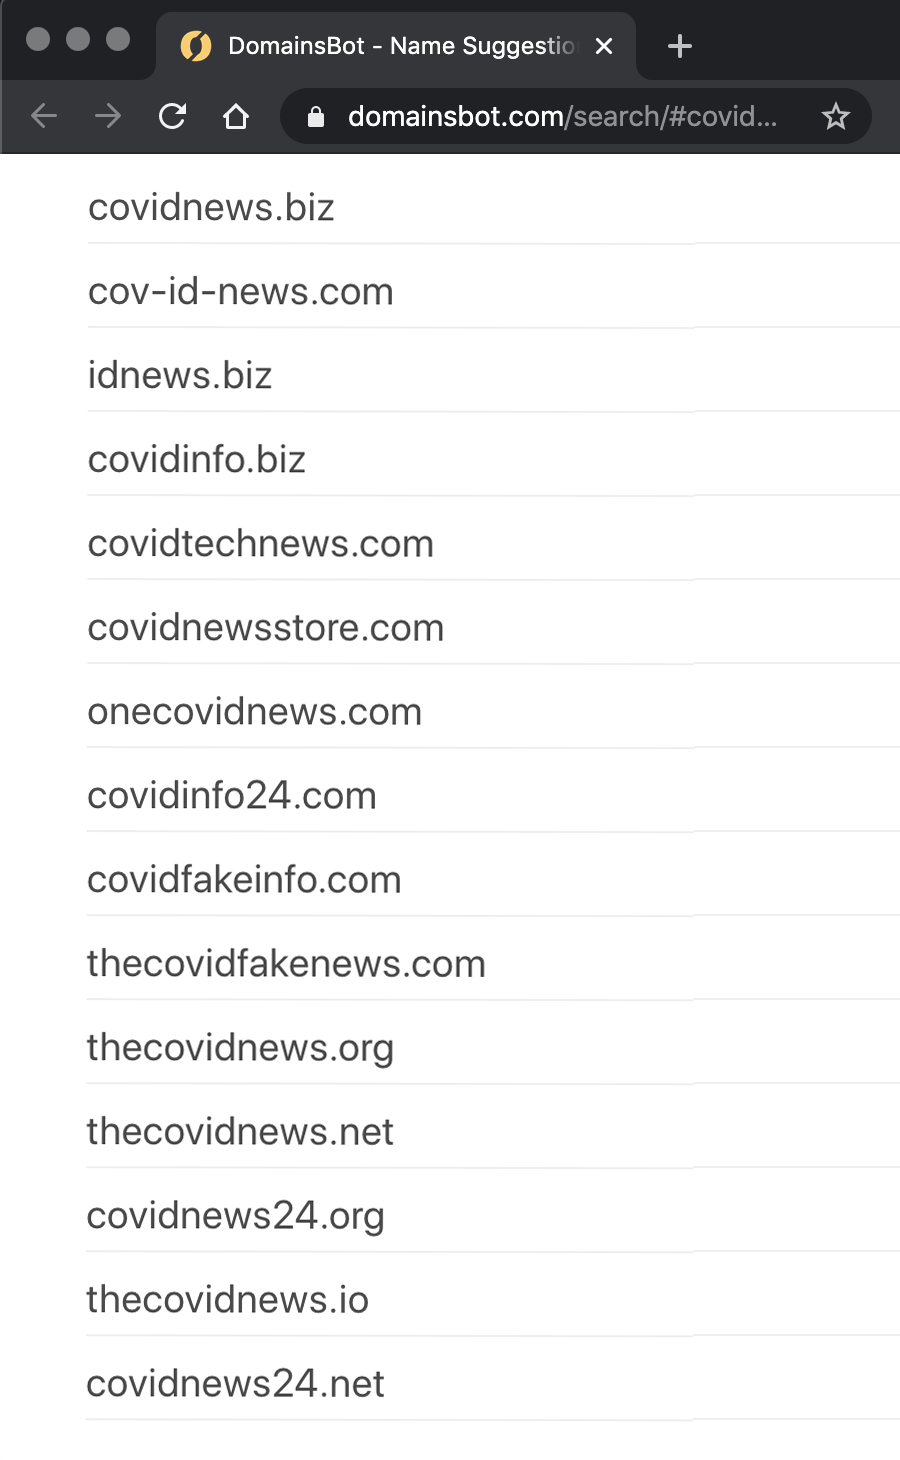 DomainsBot - Name Suggestio
domainsbot.com/search/#covid...
covidnews.biz
cov-id-news.com
idnews.biz
covidinfo.biz
covidtechnews.com
covidnewsstore.com
onecovidnews.com
covidinfo24.com
covidfakeinfo.com
thecovidfakenews.com
thecovidnews.org
thecovidnews.net
covidnews24.org
thecovidnews.io
covidnews24.net